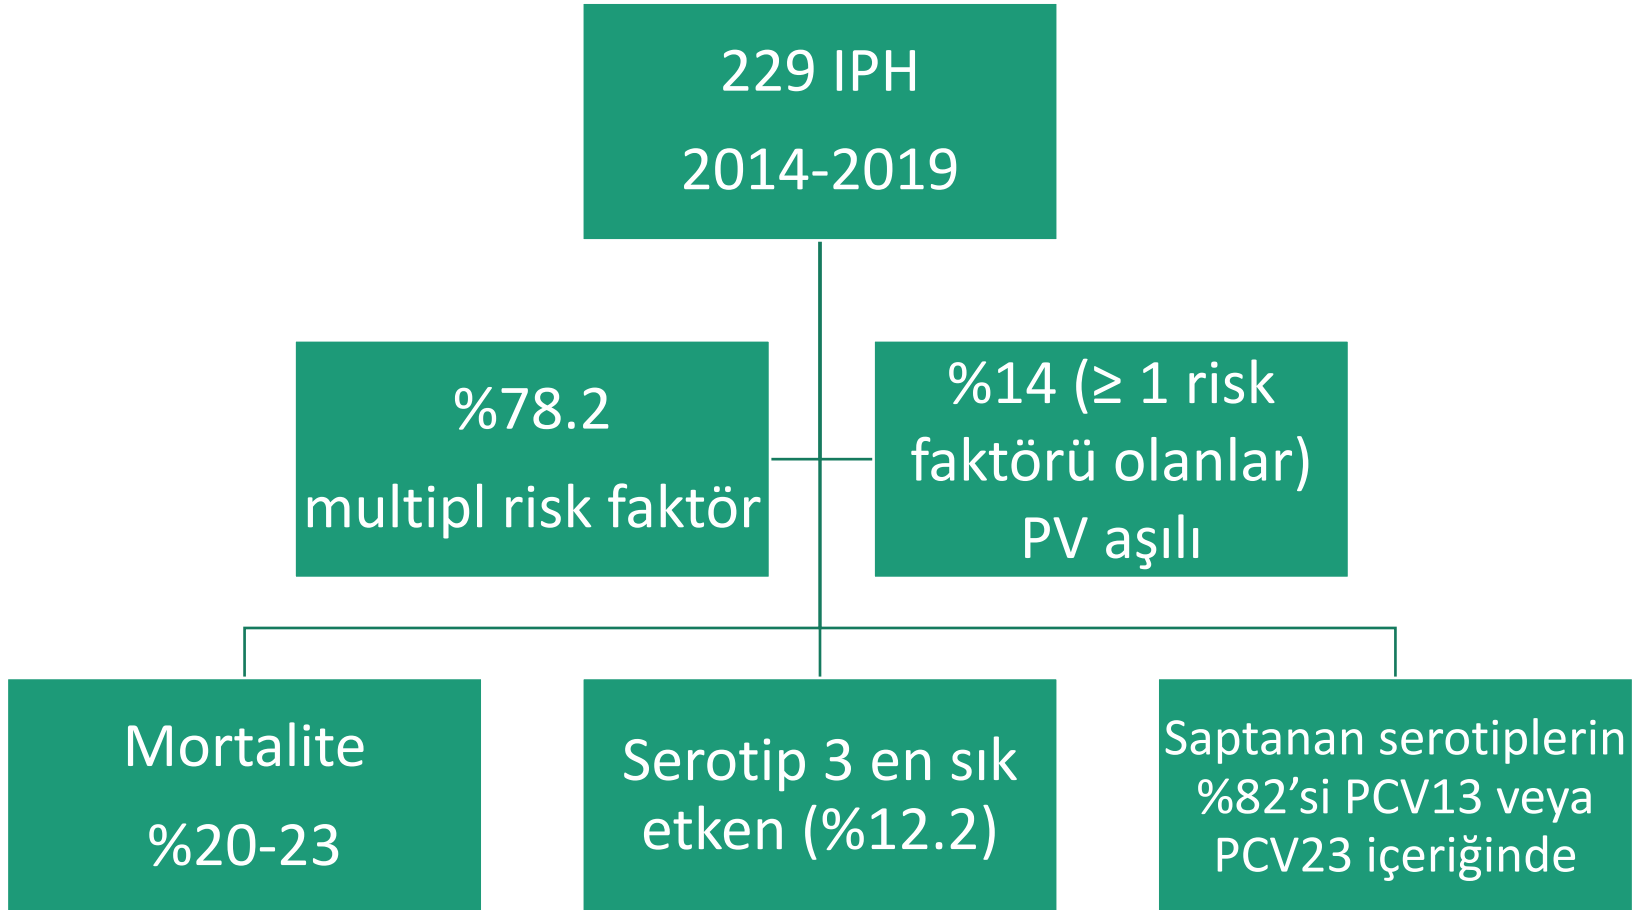 229 IPH
2014-2019
%78.2
multipl risk faktör
%14 (≥ 1 risk
faktörü olanlar)
PV aşılı
Mortalite
%20-23
Serotip 3 en sık
etken (%12.2)
Saptanan serotiplerin
%82’si PCV13 veya
PCV23 içeriğinde